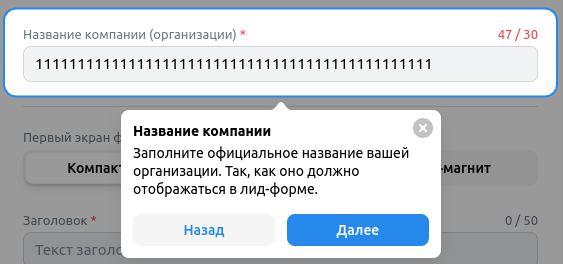 Название компании (организации) * 47 / 30
11111111111111111111111111111111111111111111111
Название компании
Заполните официальное название вашей
организации. Так, как оно должно
отображаться в лид-форме.
Назад Далее
Первый экран ф
Компак -магнит
Заголовок * 0 / 50
Текст заголо